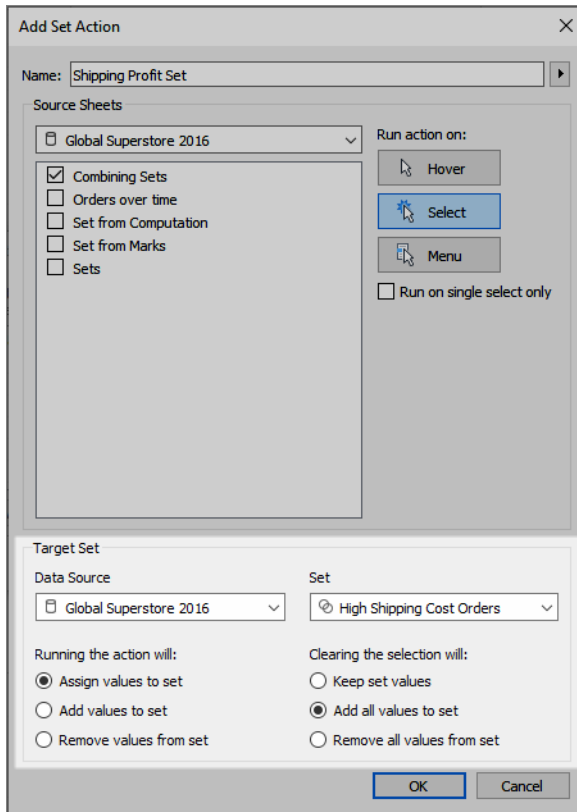 Add Set Action
Name: Shipping Profit Set
Source Sheets
Global Superstore 2016
Combining Sets
Orders over time
Set from Computation
Set from Marks
Sets
Run action on:
Hover
Select
Menu
Run on single select only
Target Set
Data Source
Global Superstore 2016
Set
High Shipping Cost Orders
Running the action will:
Assign values to set
Add values to set
Remove values from set
Clearing the selection will:
Keep set values
Add all values to set
Remove all values from set
OK
Cancel